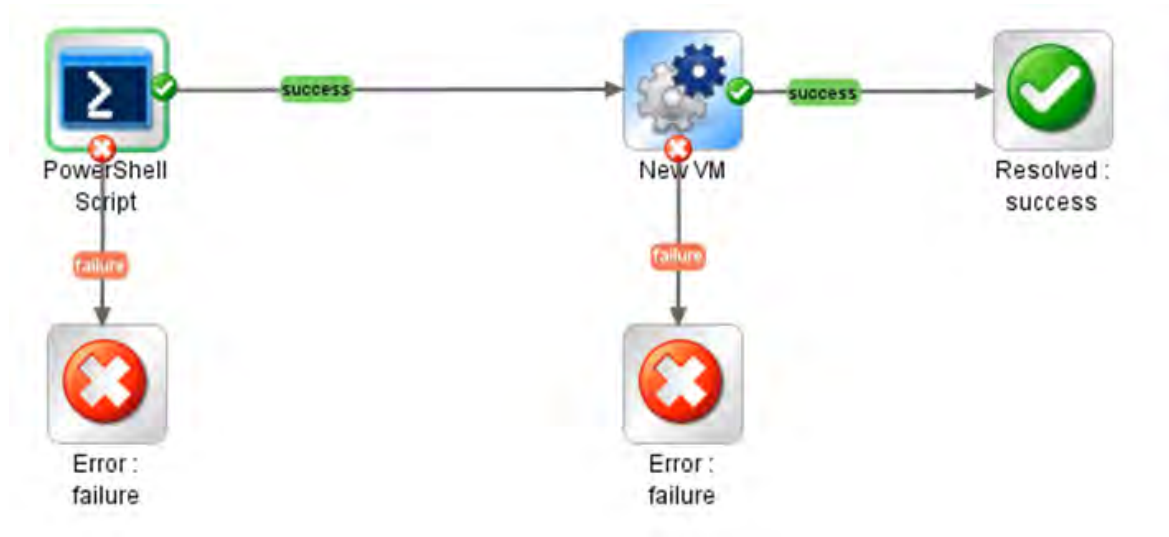 success
success
PowerShell
Script
New VM
Resolved :
success
failure
failure
Error :
failure
Error :
failure